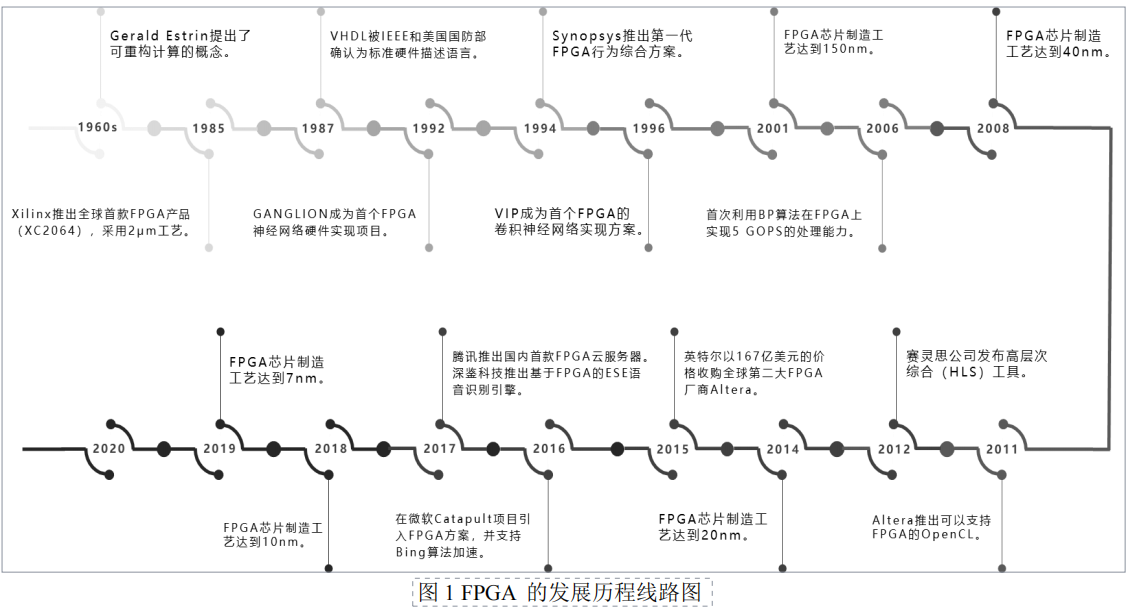 Gerald Estrin提出了
可重构计算的概念。
VHDL被IEEE和美国国防部
确认为标准硬件描述语言。
Synopsys推出第一代
FPGA行为综合方案。
FPGA芯片制造工
艺达到150nm。
FPGA芯片制造
工艺达到40nm。
1960s
1985
1987
1992
1994
1996
2001
2006
2008
Xilinx推出全球首款FPGA产品
（XC2064），采用2μm工艺。
GANGLION成为首个FPGA
神经网络硬件实现项目。
VIP成为首个FPGA的
卷积神经网络实现方案。
首次利用BP算法在FPGA上
实现5 GOPS的处理能力。
FPGA芯片制造
工艺达到7nm。
腾讯推出国内首款FPGA云服务器。
深鉴科技推出基于FPGA的ESE语
音识别引擎。
英特尔以167亿美元的价
格收购全球第二大FPGA
厂商Altera。
赛灵思公司发布高层次
综合（HLS）工具。
2020
2019
2018
2017
2016
2015
2014
2012
2011
FPGA芯片制造工
艺达到10nm。
在微软Catapult项目引
入FPGA方案，并支持
Bing算法加速。
FPGA芯片制造工
艺达到20nm。
Altera推出可以支持
FPGA的OpenCL。
图 1 FPGA 的发展历程线路图